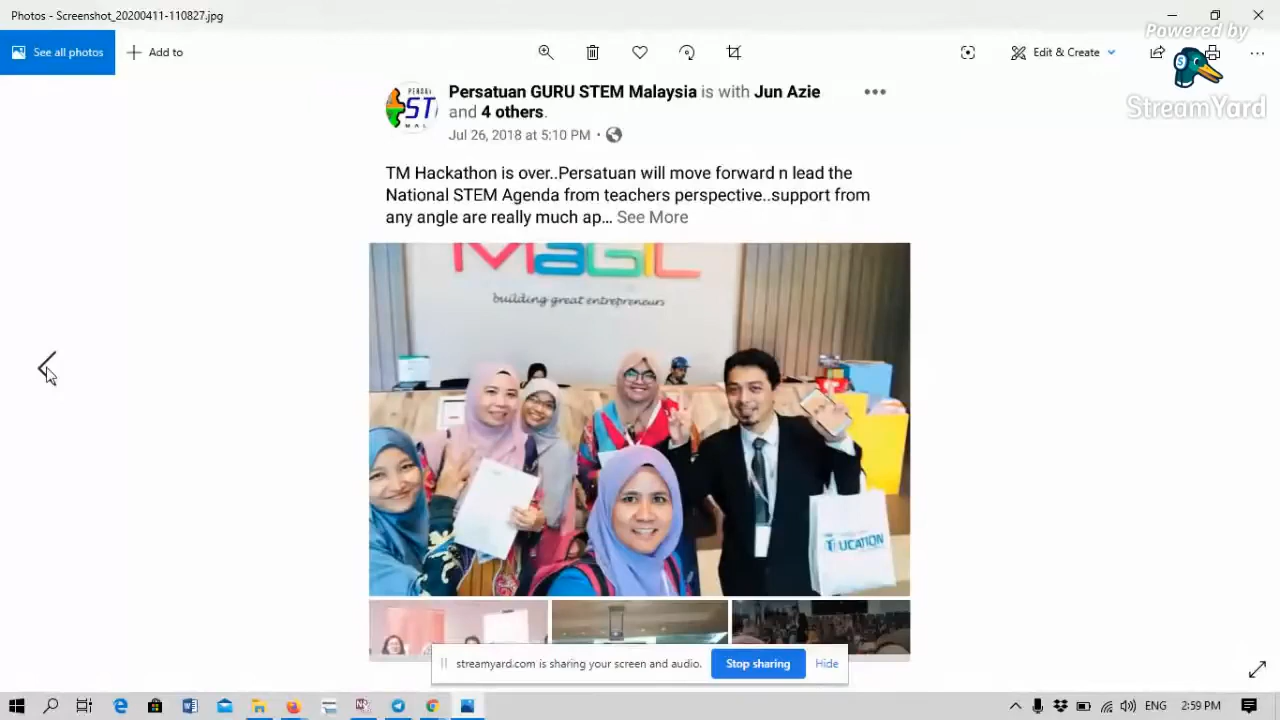 Photos - Screenshot_20200411-110827.jpg
See all photos
Add to
Edit & Create
Powered by
StreamYard
Persatuan GURU STEM Malaysia is with Jun Azie
and 4 others.
Jul 26, 2018 at 5:10 PM
TM Hackathon is over..Persatuan will move forward n lead the
National STEM Agenda from teachers perspective..support from
any angle are really much ap... See More
MaGIC
building great entrepreneurs
UCATION
streamyard.com is sharing your screen and audio.
Stop sharing
Hide
ENG
2:59 PM